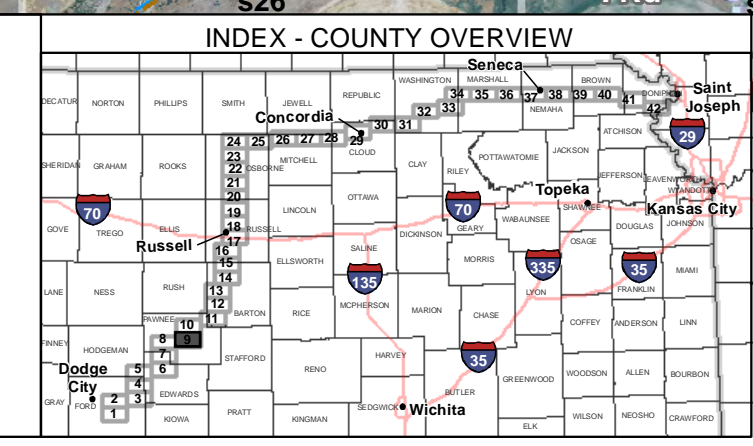 s26
INDEX - COUNTY OVERVIEW
Seneca
WASHINGTON MARSHALL BROWN
DECATUR NORTON PHILLIPS SMITH JEWELL REPUBLIC NEMAHA DONIPH Saint Joseph
34 35 36 37 38 39 40 41 42
33 32 31 30 29
Concordia
28 27 26 25 24
CLOUD
29
ATCHISON
SHERIDAN GRAHAM ROOKS OSBORNE MITCHELL CLAY RILEY POTTAWATOMIE JACKSON
23
22
21
20
JEFFERSON LEAVENWOR
WYANDOTT
OTTAWA
Topeka
SHAWNEE
Kansas City
70
70
LINCOLN
19
18
17
GOVE TREGO ELLIS RUSSELL
Russell
DICKINSON GEARY WABAUNSEE DOUGLAS JOHNSON
SALINE
OSAGE
16
15
14
ELLSWORTH
MORRIS
335
35
135
LYON
FRANKLIN
MIAMI
LANE NESS RUSH
13
12
11
BARTON RICE MCPHERSON MARION CHASE
COFFEY ANDERSON LINN
PAWNEE
10
9
8
7
6
FINNEY HODGEMAN
STAFFORD
RENO HARVEY
35
Dodge City
5
4
3
2
1
GRAY FORD EDWARDS
KIOWA PRATT KINGMAN
SEDGWICK Wichita
BUTLER GREENWOOD WOODSON ALLEN BOURBON
ELK WILSON NEOSHO CRAWFORD